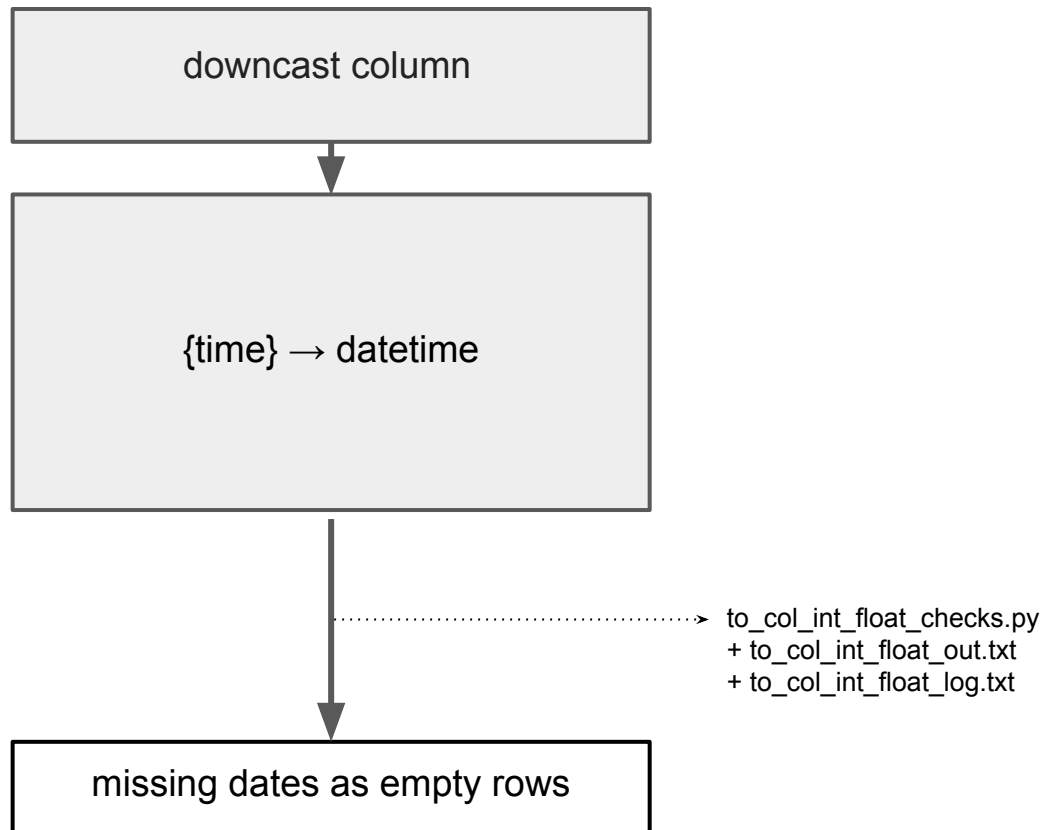 downcast column
{time} → datetime
to_col_int_float_checks.py
+ to_col_int_float_out.txt
+ to_col_int_float_log.txt
missing dates as empty rows